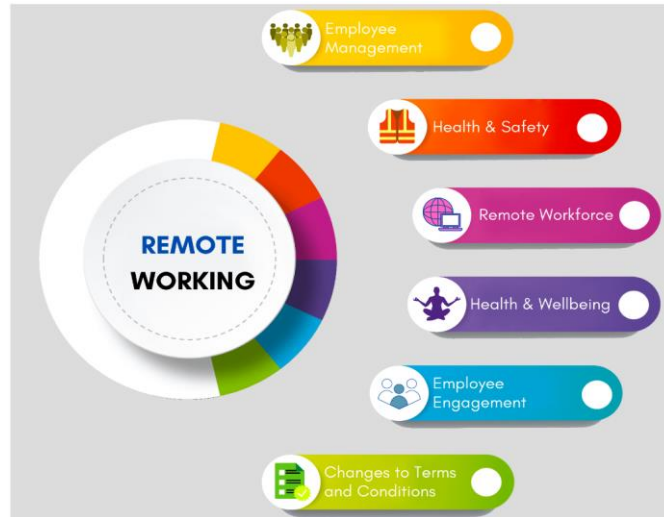 REMOTE
WORKING
Employee
Management
Health & Safety
Remote Workforce
Health & Wellbeing
Employee
Engagement
Changes to Terms
and Conditions